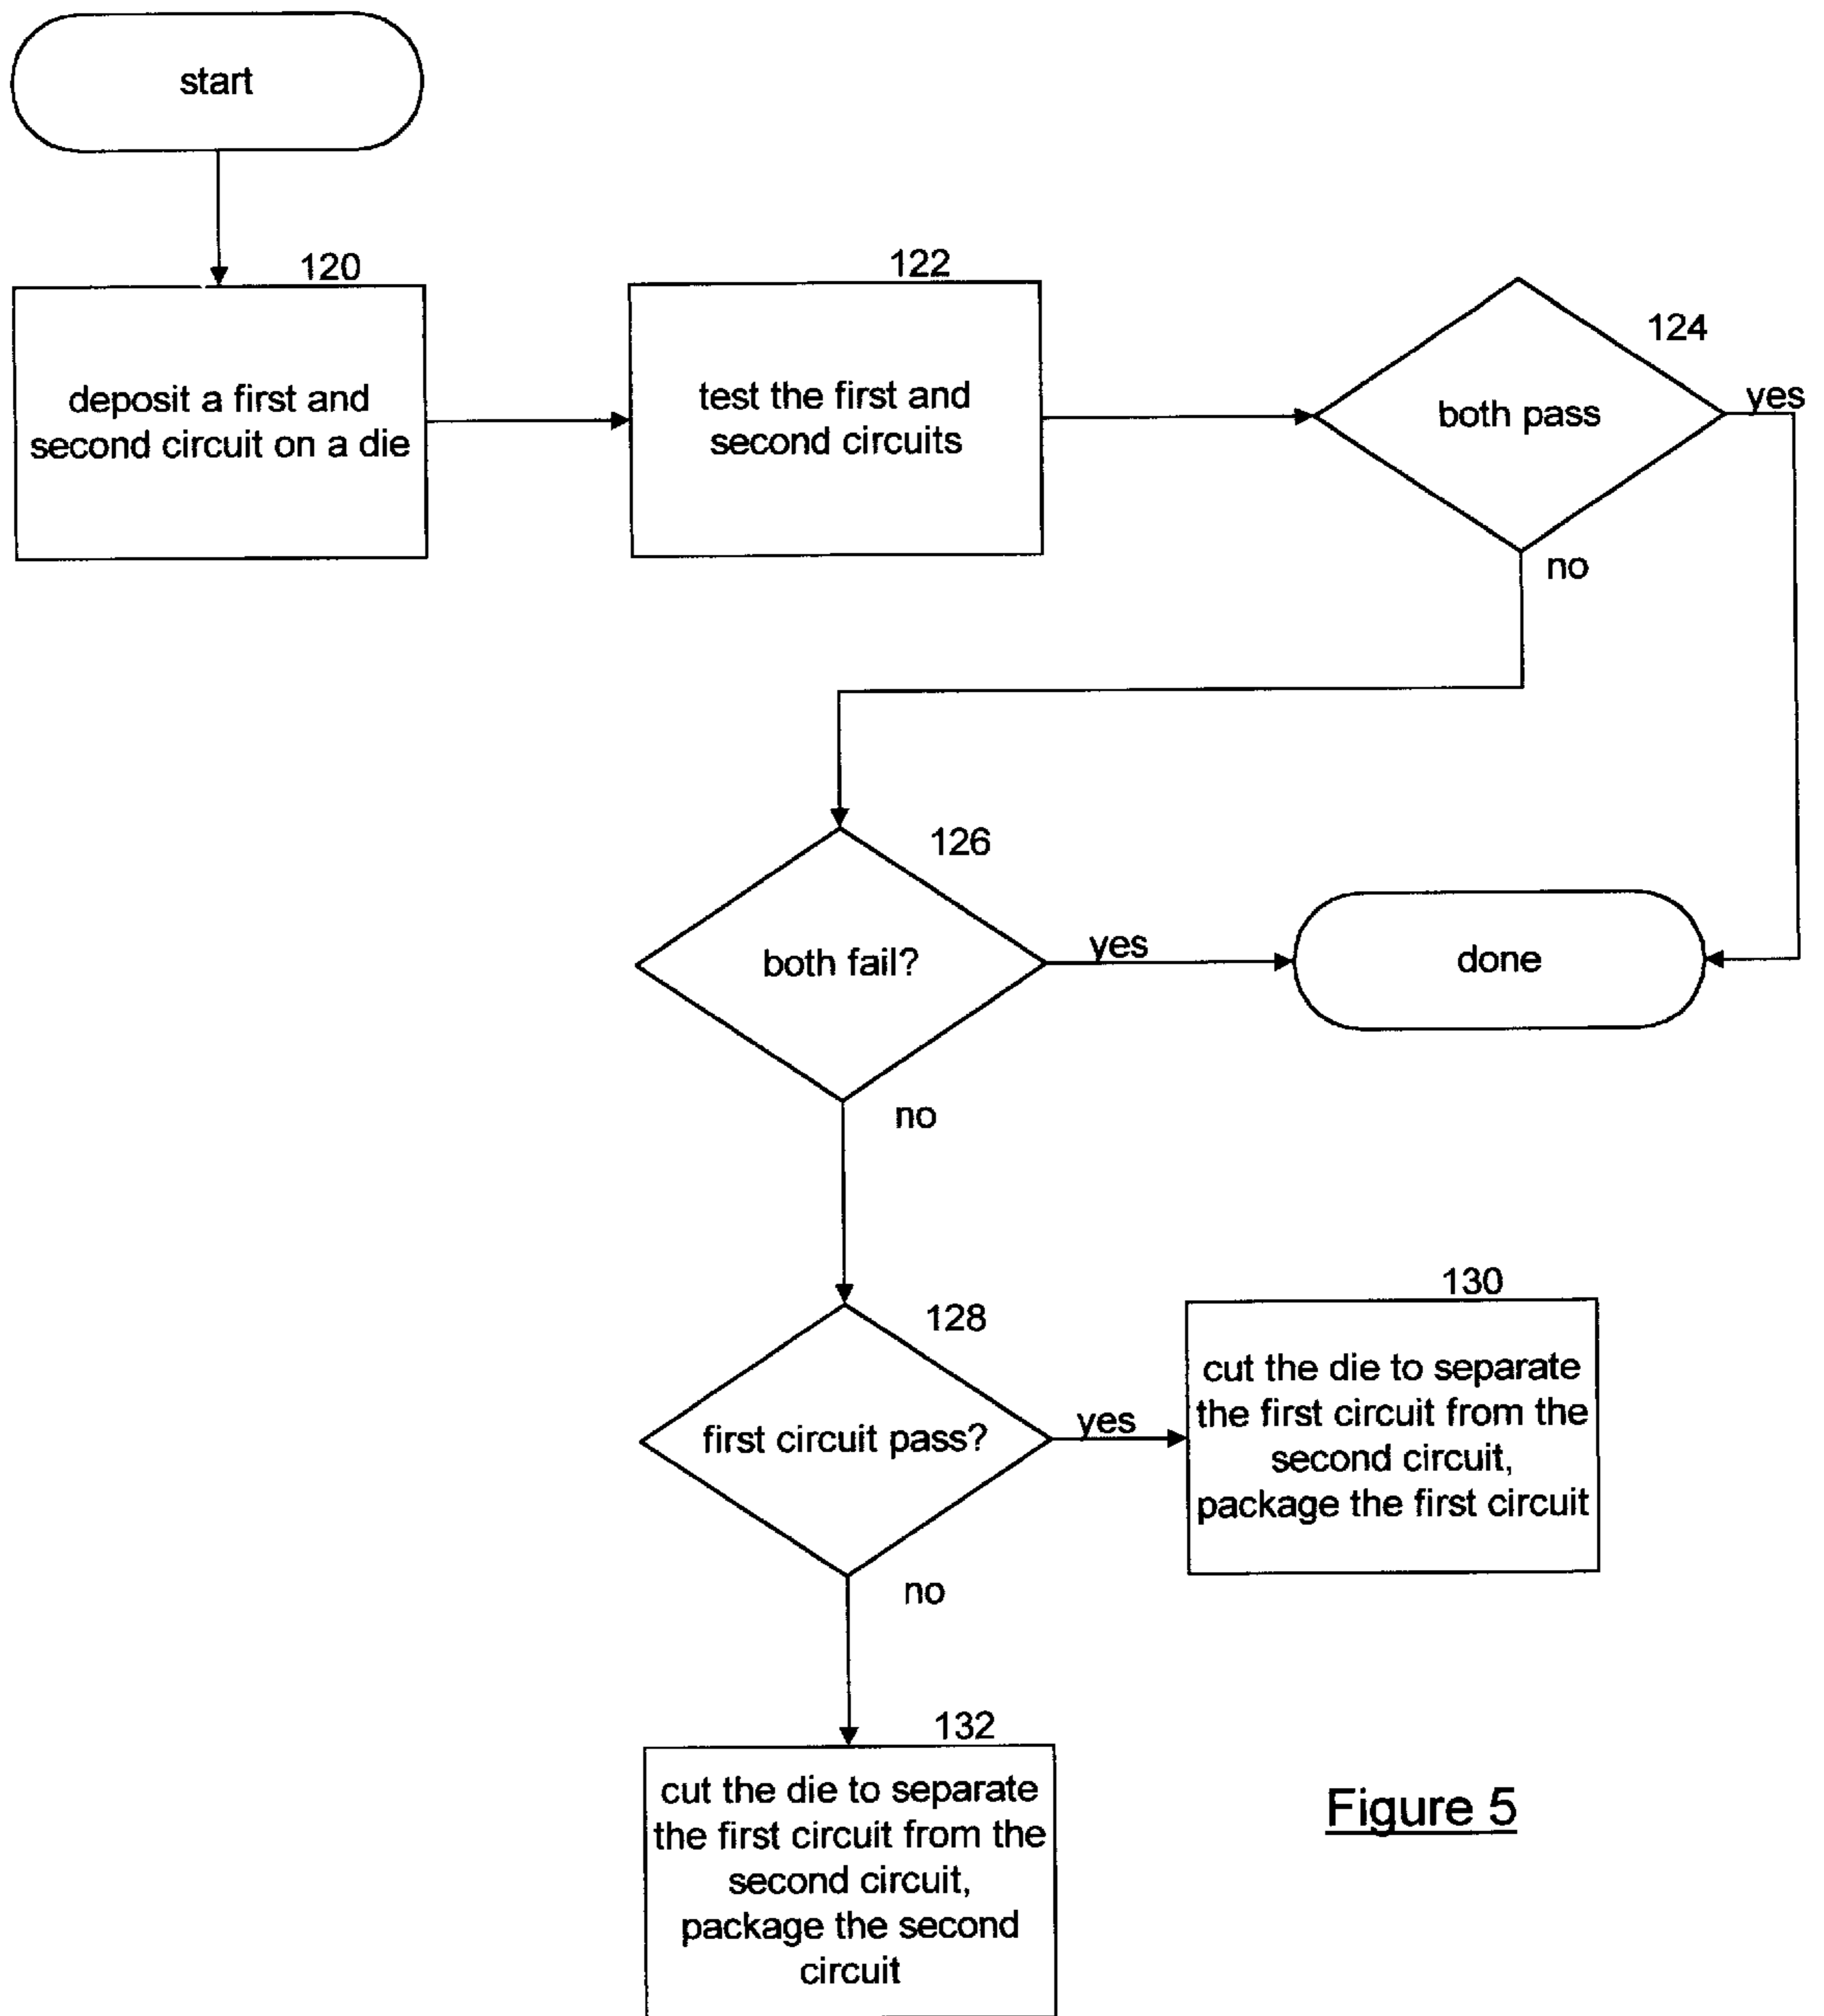 start
120
deposit a first and
second circuit on a die
122
test the first and
second circuits
124
both pass
yes
no
126
both fail?
yes
done
no
128
first circuit pass?
yes
130
cut the die to separate
the first circuit from the
second circuit,
package the first circuit
no
132
cut the die to separate
the first circuit from the
second circuit,
package the second
circuit
Figure 5